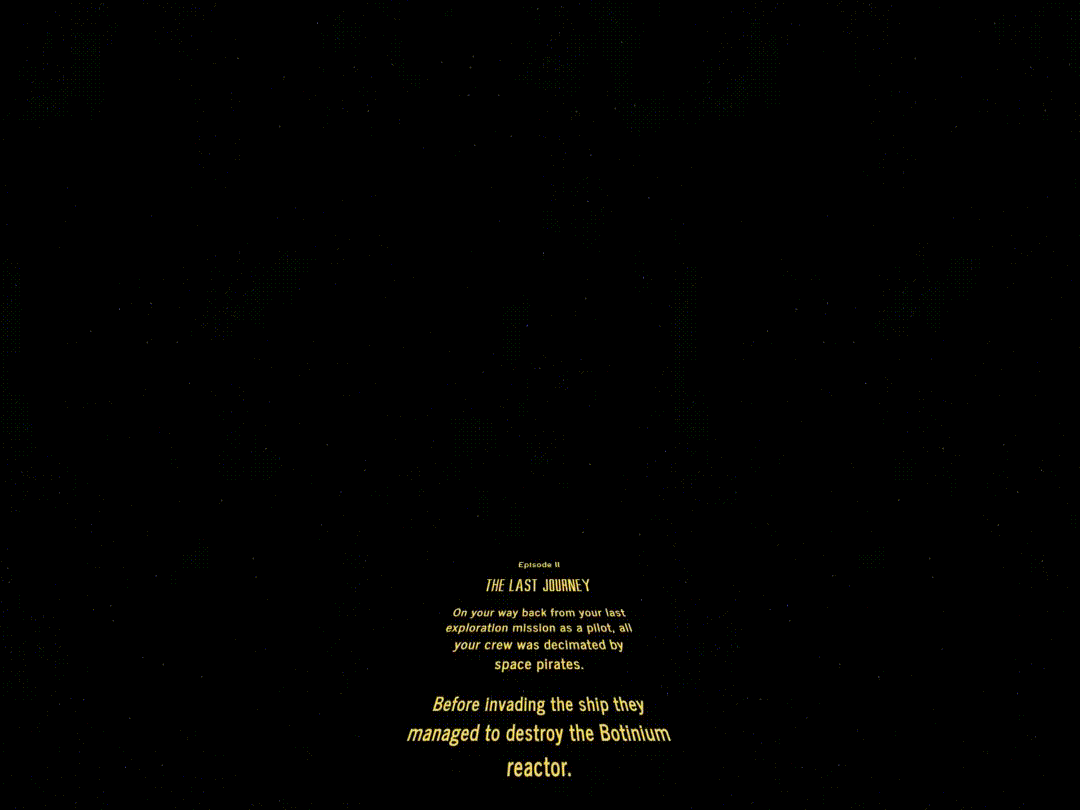 Episode II
THE LAST JOURNEY
On your way back from your last
exploration mission as a pilot, all
your crew was decimated by
space pirates.
Before invading the ship they
managed to destroy the Botinium
reactor.